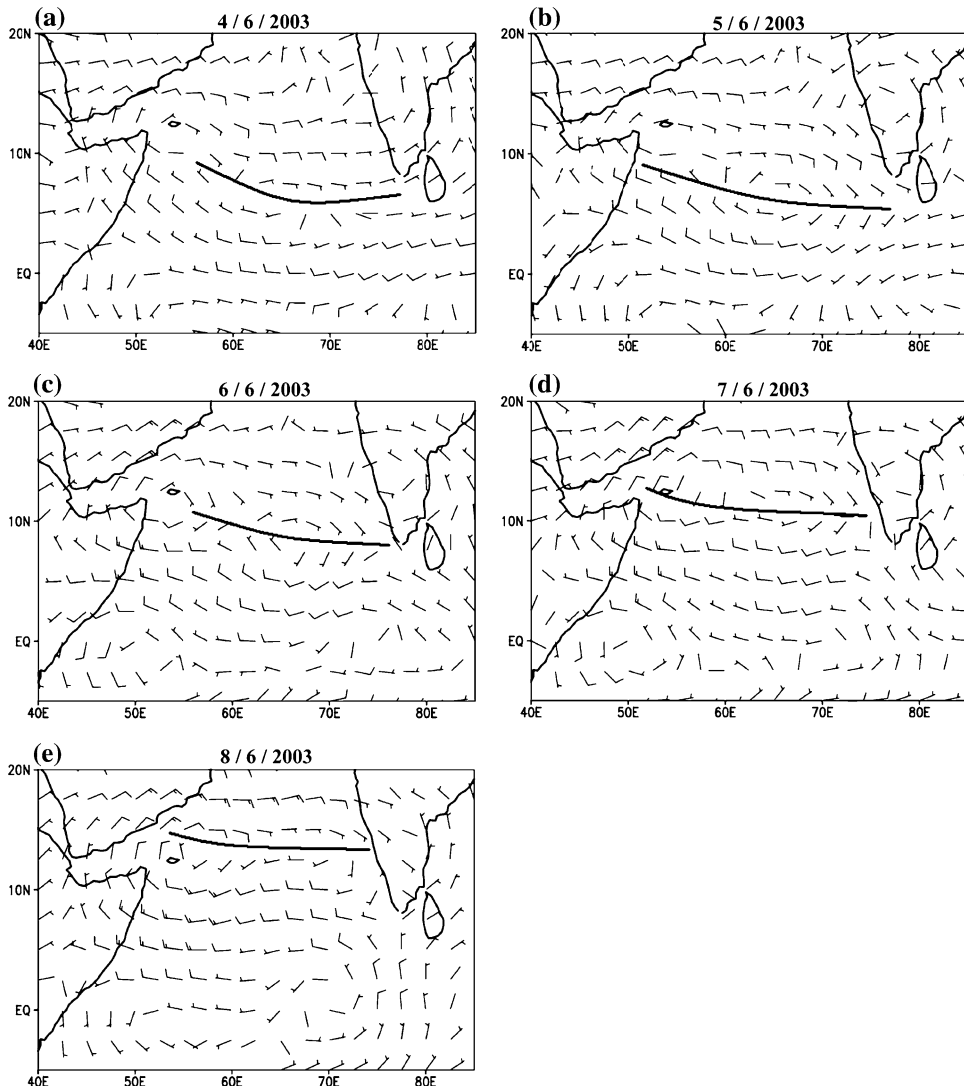 (a) 4 / 6 / 2003
20N
10N
EQ
40E 50E 60E 70E 80E
(b) 5 / 6 / 2003
20N
10N
EQ
40E 50E 60E 70E 80E
(c) 6 / 6 / 2003
20N
10N
EQ
40E 50E 60E 70E 80E
(d) 7 / 6 / 2003
20N
10N
EQ
40E 50E 60E 70E 80E
(e) 8 / 6 / 2003
20N
10N
EQ
40E 50E 60E 70E 80E